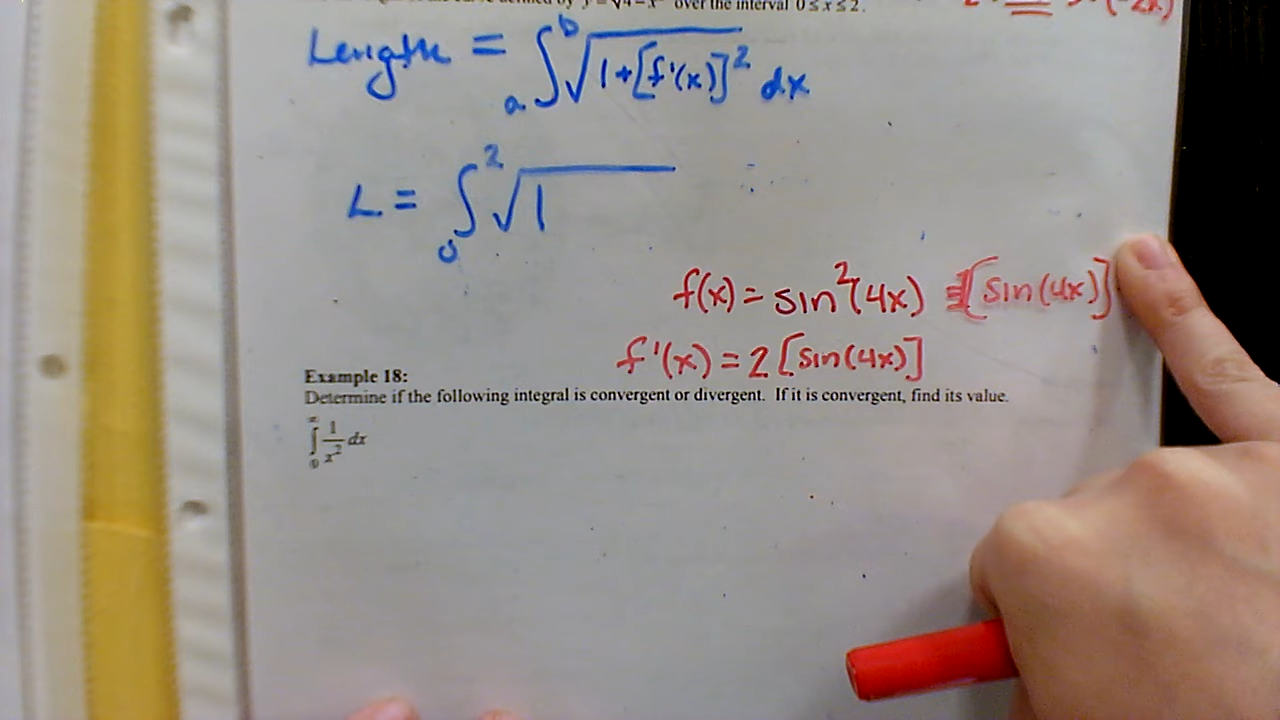 over the interval 0 ≤ x ≤ 2.
(-2x)
Length = ∫ₐᵇ √(1+[f'(x)]²) dx
L = ∫₀² √1
f(x) = sin²(4x) = [sin(4x)]
f'(x) = 2 [sin(4x)]
Example 18:
Determine if the following integral is convergent or divergent. If it is convergent, find its value.
∫₀^∞ 1/x² dx